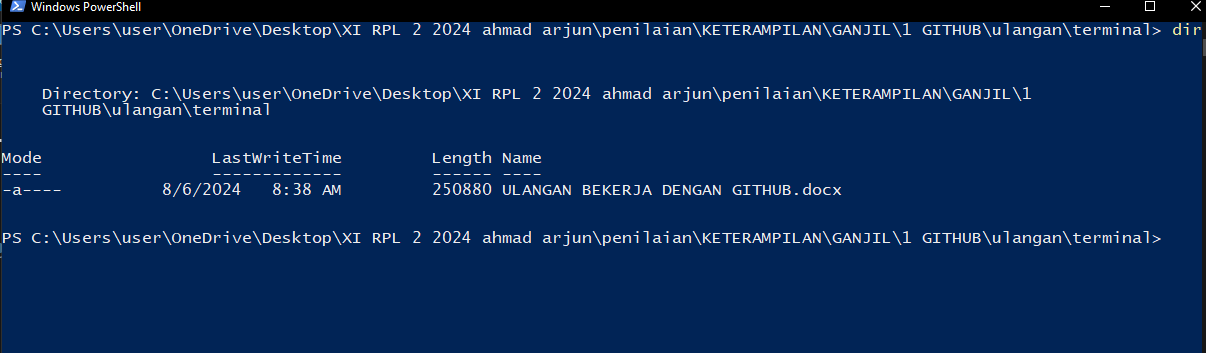 Windows PowerShell
PS C:\Users\user\OneDrive\Desktop\XI RPL 2 2024 ahmad arjun\penilaian\KETERAMPILAN\GANJIL\1 GITHUB\ulangan\terminal> dir
Directory: C:\Users\user\OneDrive\Desktop\XI RPL 2 2024 ahmad arjun\penilaian\KETERAMPILAN\GANJIL\1
GITHUB\ulangan\terminal
Mode LastWriteTime Length Name
---- ------------- ------ ----
-a---- 8/6/2024 8:38 AM 250880 ULANGAN BEKERJA DENGAN GITHUB.docx
PS C:\Users\user\OneDrive\Desktop\XI RPL 2 2024 ahmad arjun\penilaian\KETERAMPILAN\GANJIL\1 GITHUB\ulangan\terminal>